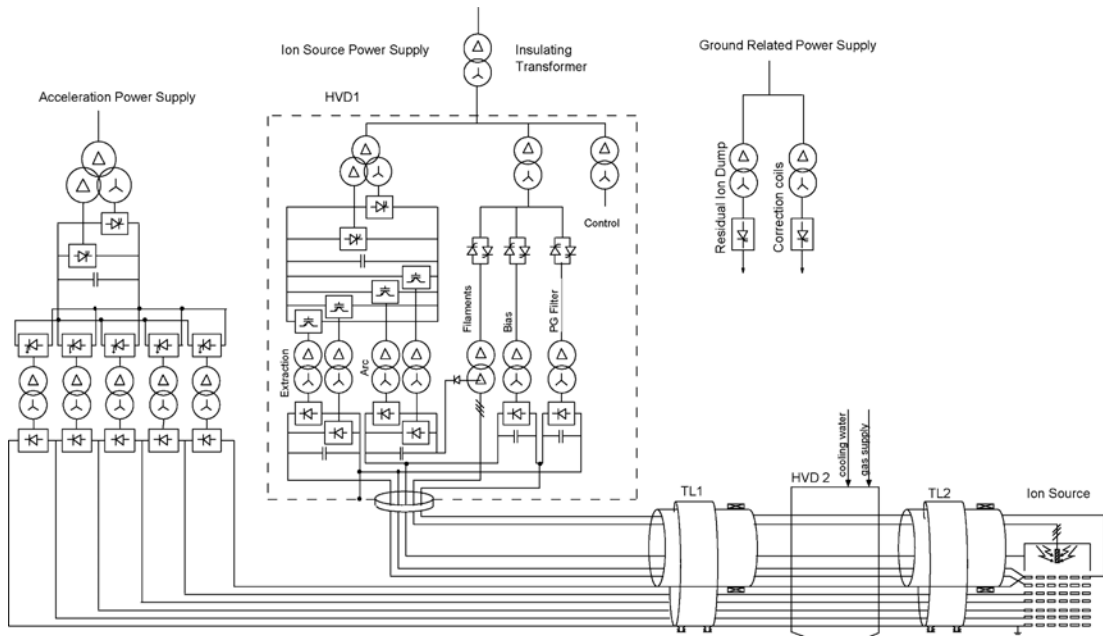 Ion Source Power Supply
Insulating
Transformer
Ground Related Power Supply
Acceleration Power Supply
HVD1
Residual Ion Dump
Correction coils
Control
Filaments
Bias
PG Filter
Extraction
Arc
cooling water
gas supply
TL1
HVD 2
TL2
Ion Source